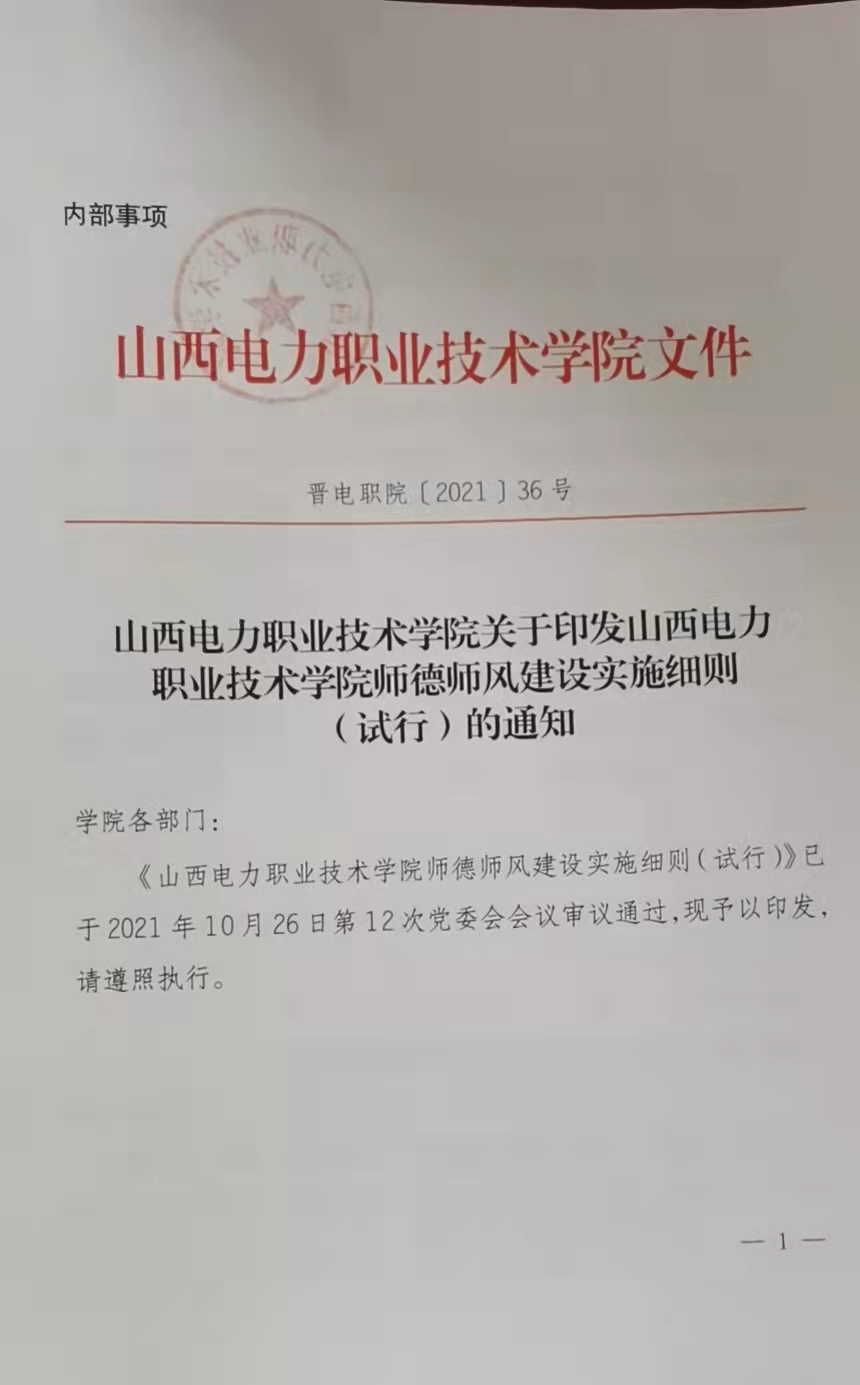 内部事项
山西电力职业技术学院文件
晋电职院〔2021〕36号
山西电力职业技术学院关于印发山西电力
职业技术学院师德师风建设实施细则
（试行）的通知
学院各部门：
《山西电力职业技术学院师德师风建设实施细则（试行）》已
于2021年10月26日第12次党委会会议审议通过，现予以印发，
请遵照执行。
— 1 —